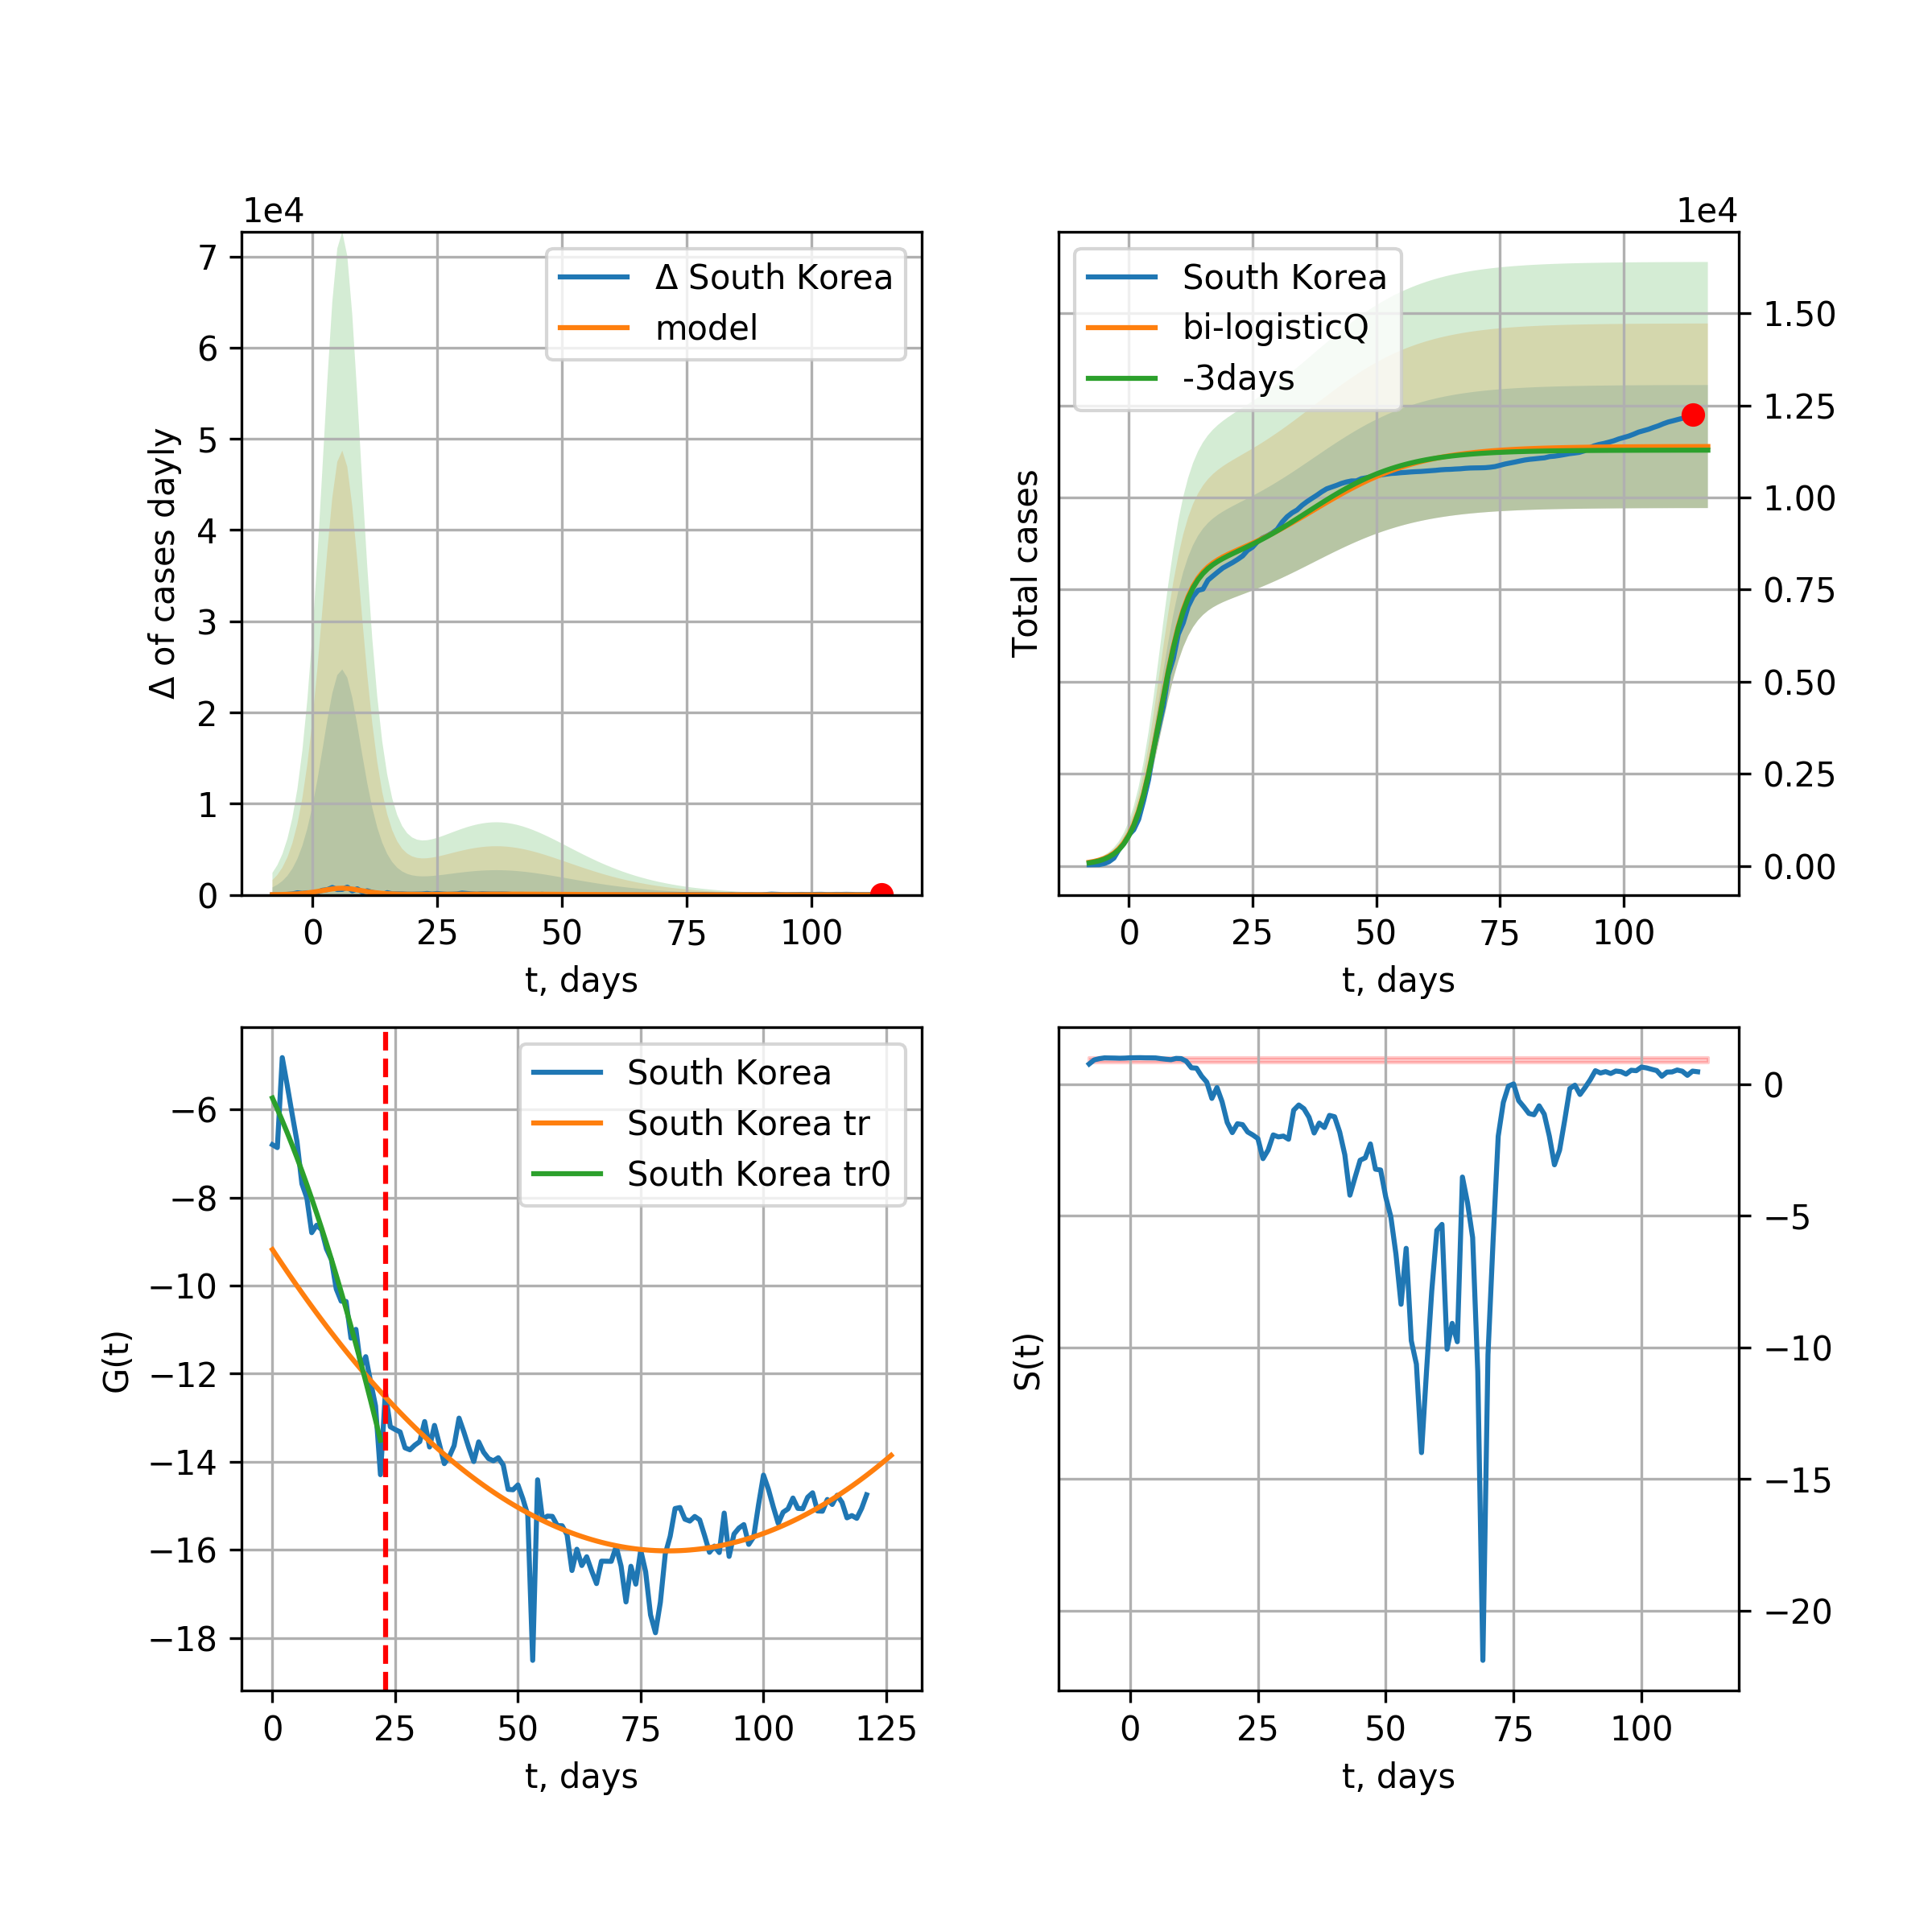 1e4
7
6
5
4
3
2
1
0
Δ of cases dayly
Δ South Korea
model
0 25 50 75 100
t, days
1e4
Total cases
South Korea
bi-logisticQ
-3days
1.50
1.25
1.00
0.75
0.50
0.25
0.00
0 25 50 75 100
t, days
−6
−8
−10
−12
−14
−16
−18
G(t)
South Korea
South Korea tr
South Korea tr0
0 25 50 75 100 125
t, days
S(t)
0
−5
−10
−15
−20
0 25 50 75 100
t, days